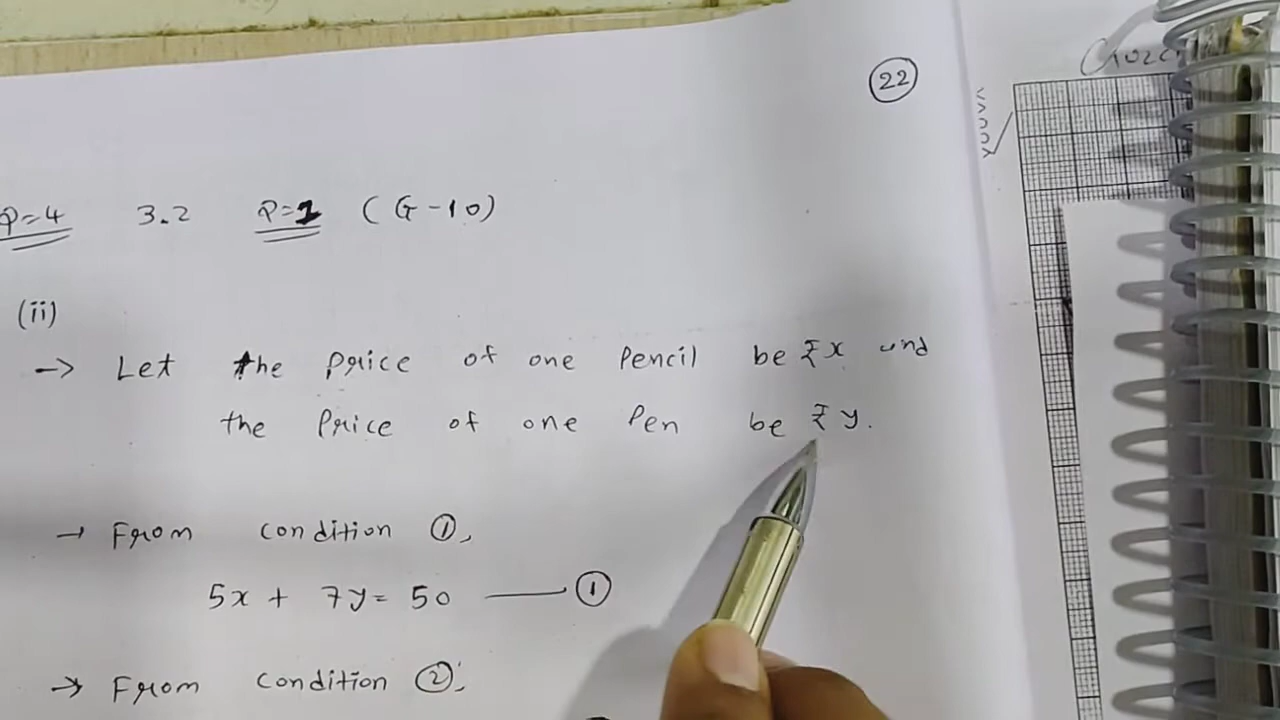 22
P=4 3.2 P=1 (G-10)
(ii)
-> Let the price of one Pencil be ₹x and
the Price of one Pen be ₹y.
→ From condition ①,
5x + 7y = 50 —— ①
→ From condition ②,